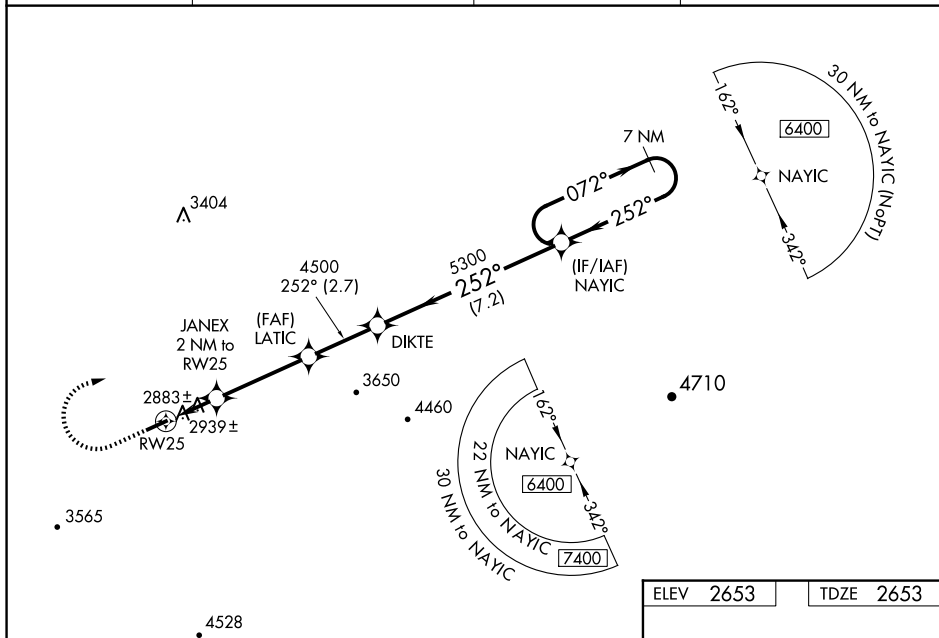 162°
30 NM to NAYIC (NoPT)
6400
NAYIC
342°
7 NM
072°
252°
3404
(IF/IAF)
NAYIC
5300
252°
(7.2)
4500
252° (2.7)
(FAF)
LATIC
DIKTE
JANEX
2 NM to
RW25
2883±
2939±
RW25
3650
4460
4710
162°
NAYIC
6400
22 NM to NAYIC
7400
30 NM to NAYIC
342°
3565
4528
ELEV 2653
TDZE 2653